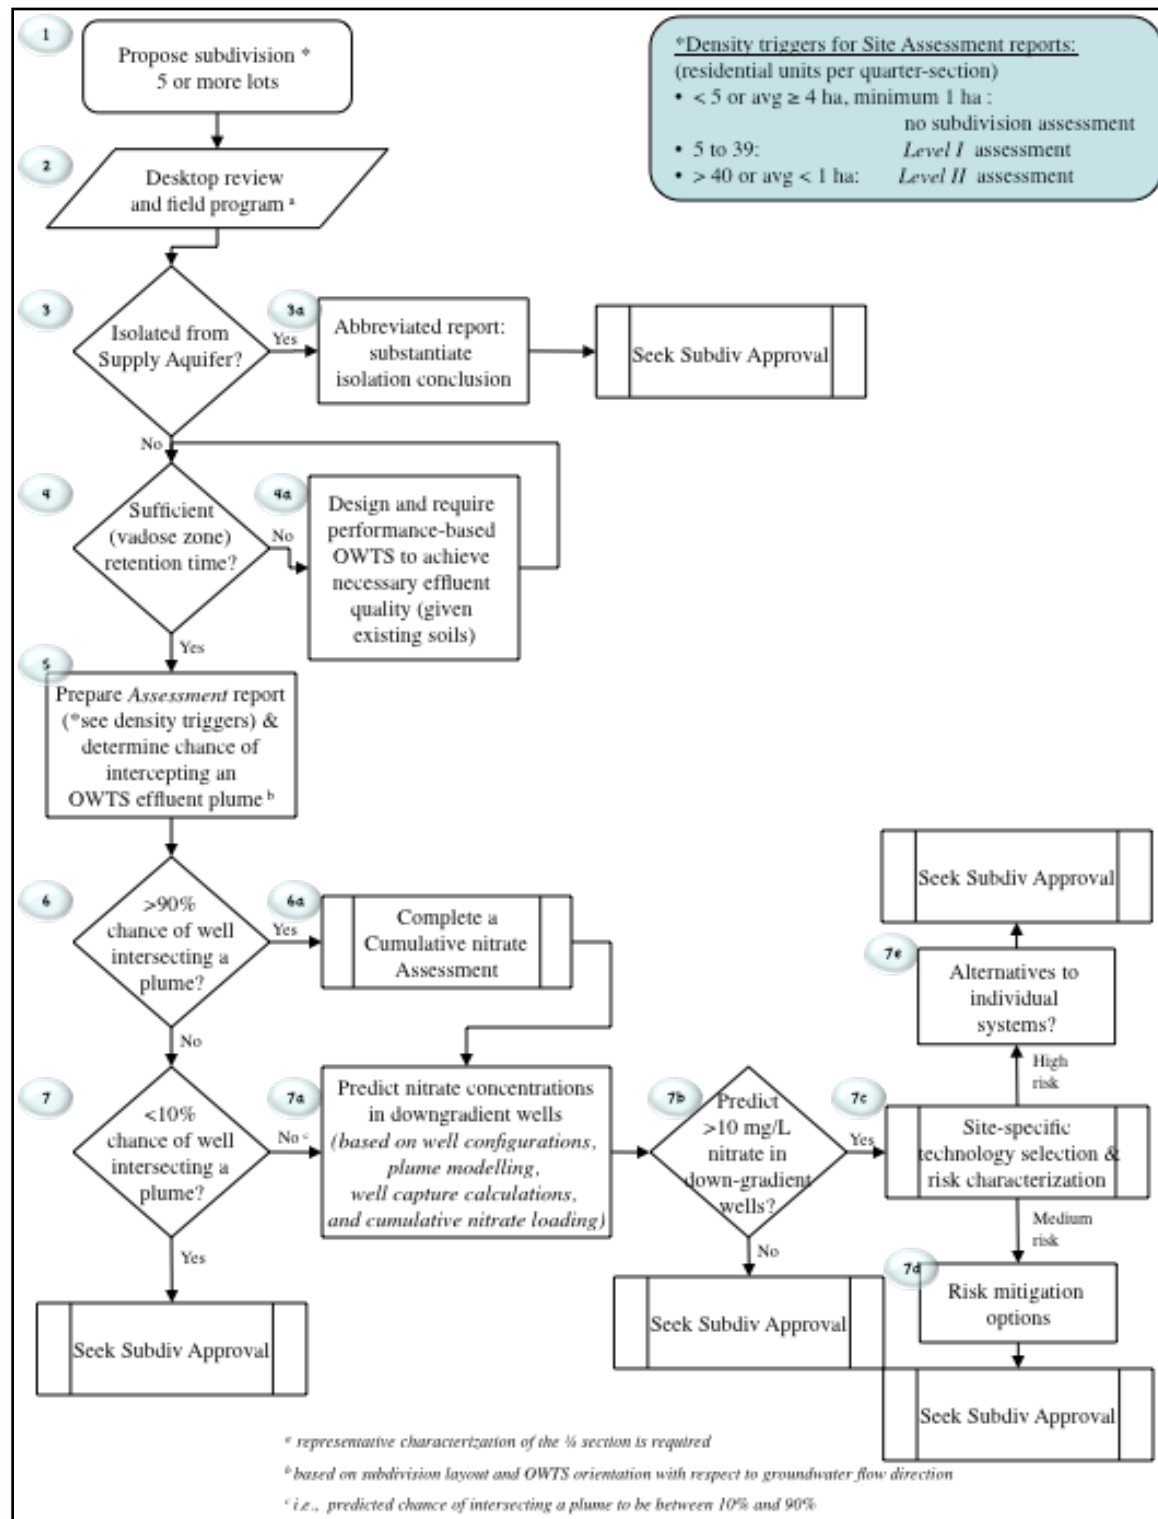 1
Propose subdivision *
5 or more lots
*Density triggers for Site Assessment reports:
(residential units per quarter-section)
• < 5 or avg ≥ 4 ha, minimum 1 ha :
no subdivision assessment
• 5 to 39: Level I assessment
• > 40 or avg < 1 ha: Level II assessment
2
Desktop review
and field program a
3
Isolated from
Supply Aquifer?
Yes
3a
Abbreviated report:
substantiate
isolation conclusion
Seek Subdiv Approval
No
4
Sufficient
(vadose zone)
retention time?
No
4a
Design and require
performance-based
OWTS to achieve
necessary effluent
quality (given
existing soils)
Yes
5
Prepare Assessment report
(*see density triggers) &
determine chance of
intercepting an
OWTS effluent plume b
6
>90%
chance of well
intersecting a
plume?
Yes
6a
Complete a
Cumulative nitrate
Assessment
No
7
<10%
chance of well
intersecting a
plume?
No c
7a
Predict nitrate concentrations
in downgradient wells
(based on well configurations,
plume modelling,
well capture calculations,
and cumulative nitrate loading)
7b
Predict
>10 mg/L
nitrate in
down-gradient
wells?
Yes
7c
Site-specific
technology selection &
risk characterization
High
risk
7e
Alternatives to
individual
systems?
Seek Subdiv Approval
Medium
risk
7d
Risk mitigation
options
Seek Subdiv Approval
No
Seek Subdiv Approval
Yes
Seek Subdiv Approval
a representative characterization of the ¼ section is required
b based on subdivision layout and OWTS orientation with respect to groundwater flow direction
c i.e., predicted chance of intersecting a plume to be between 10% and 90%